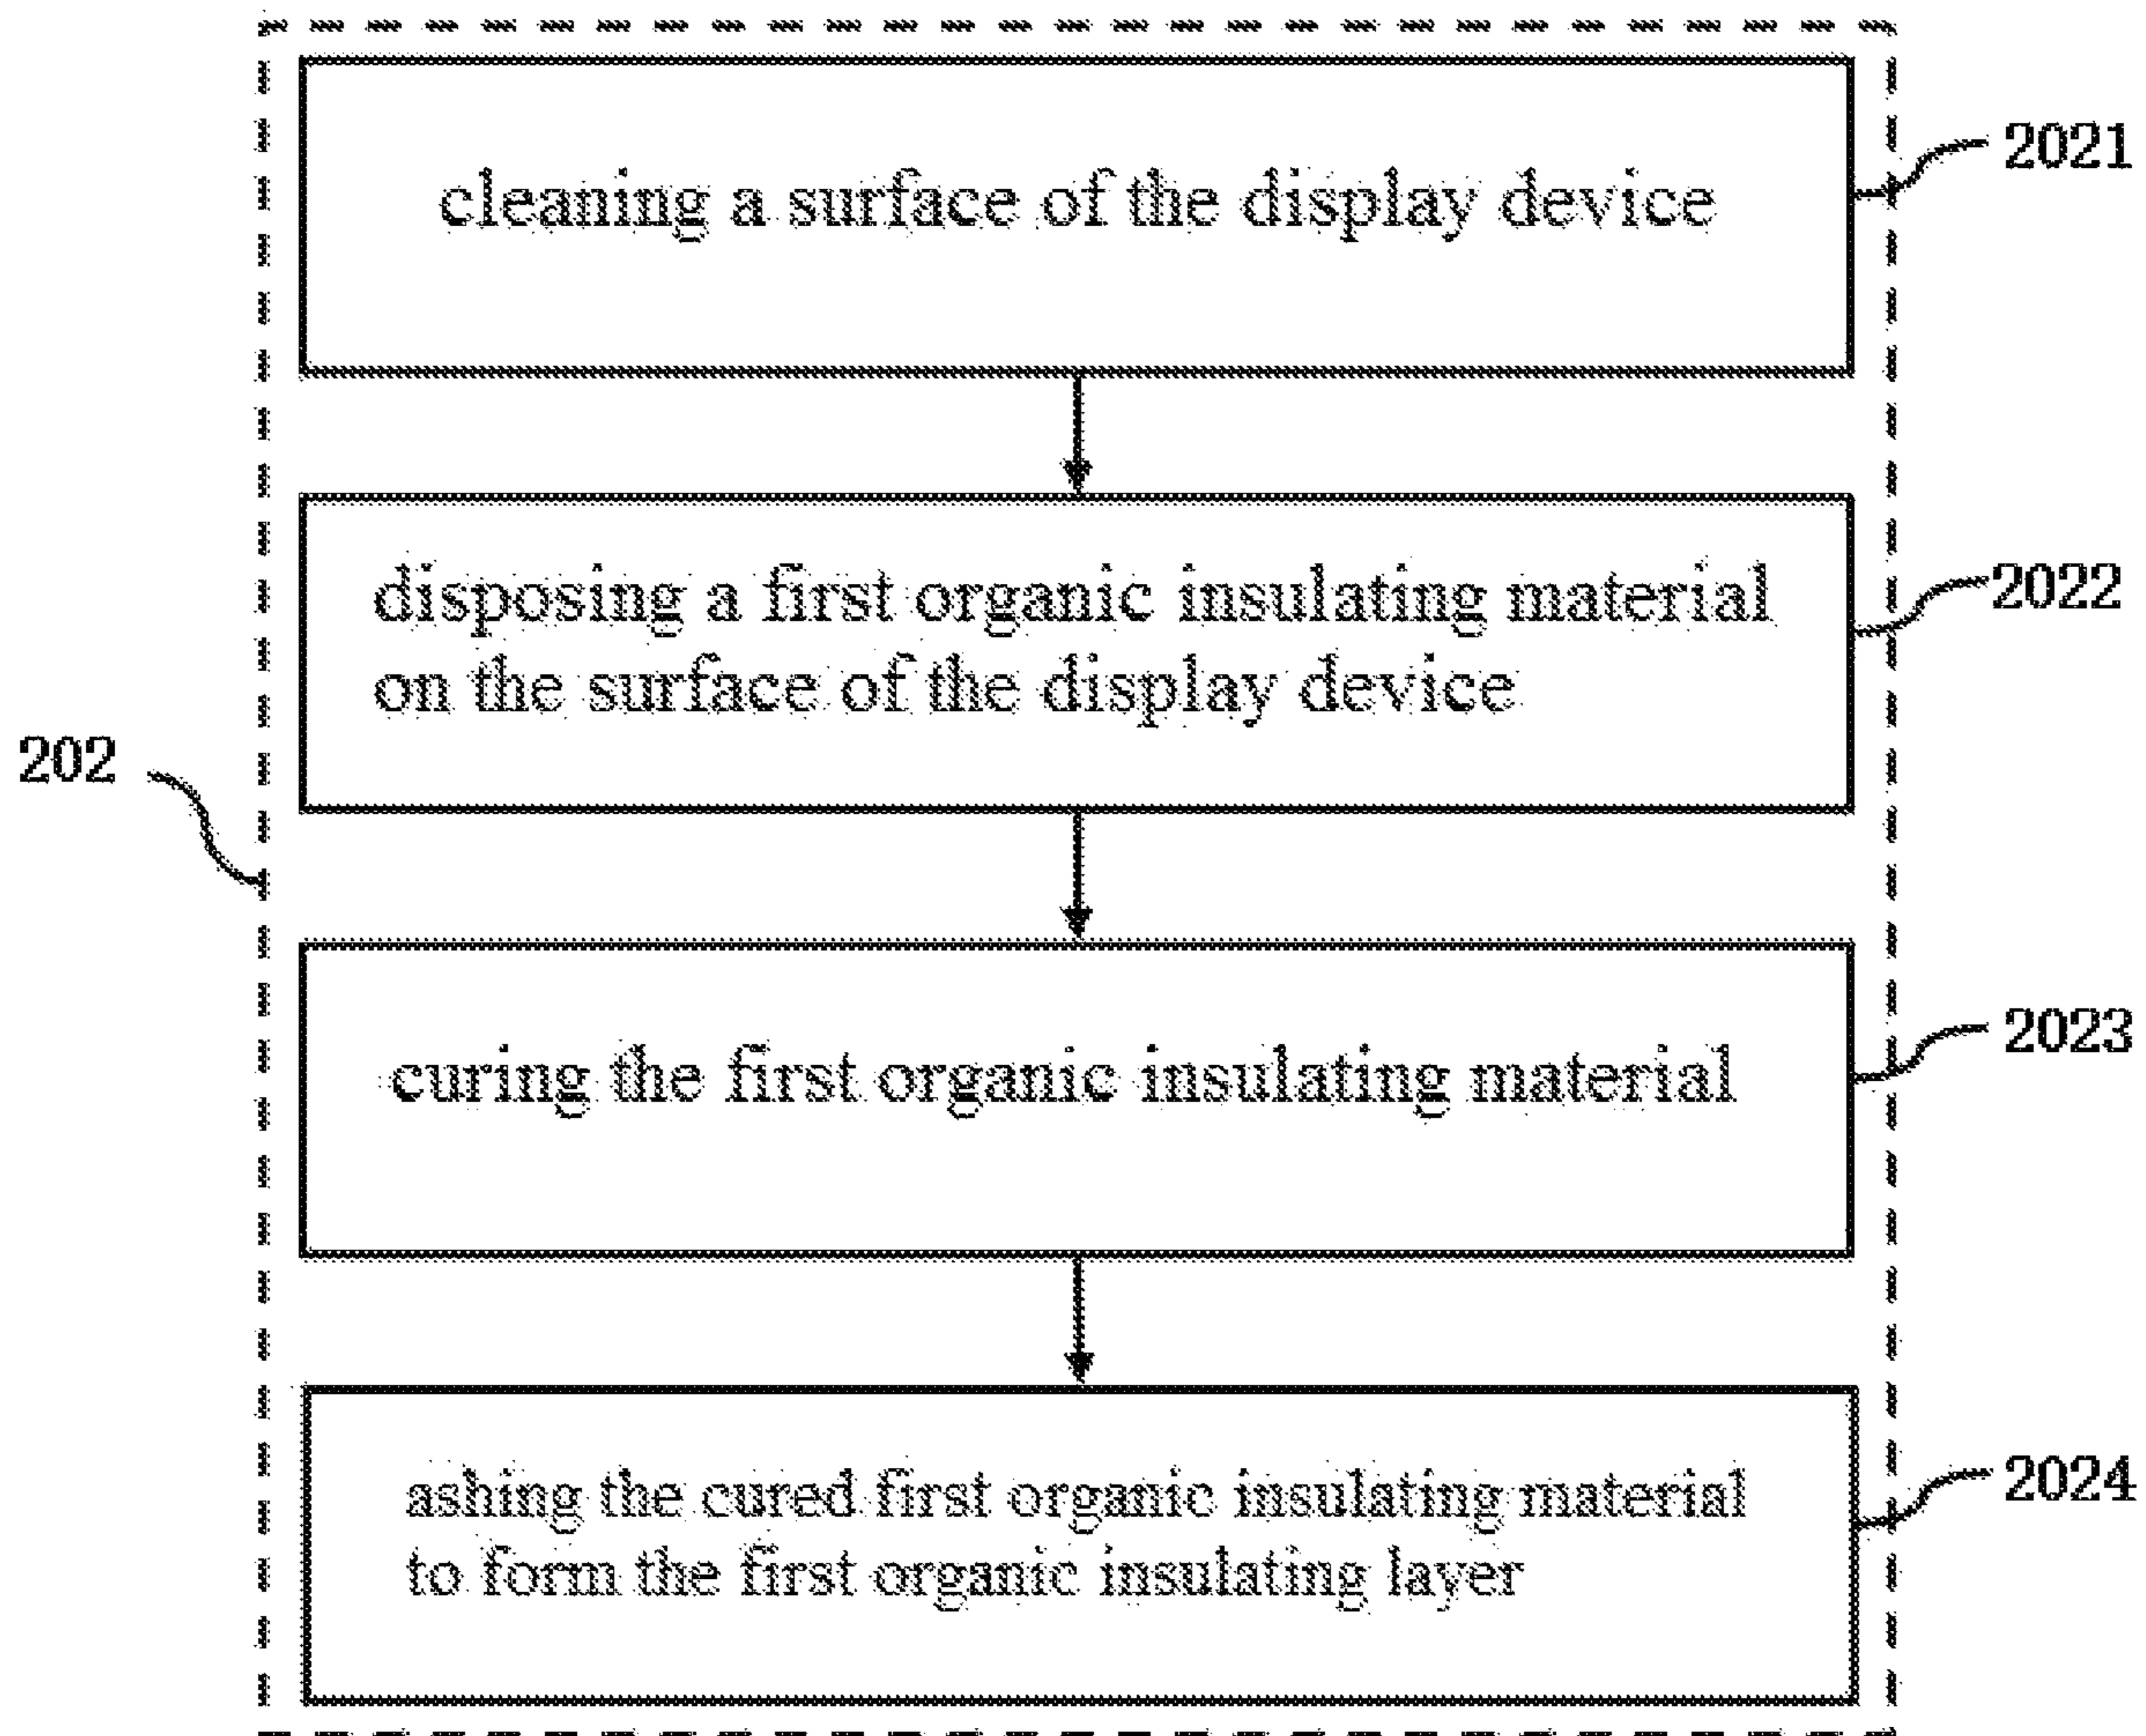 cleaning a surface of the display device
2021
disposing a first organic insulating material
on the surface of the display device
2022
202
curing the first organic insulating material
2023
ashing the cured first organic insulating material
to form the first organic insulating layer
2024